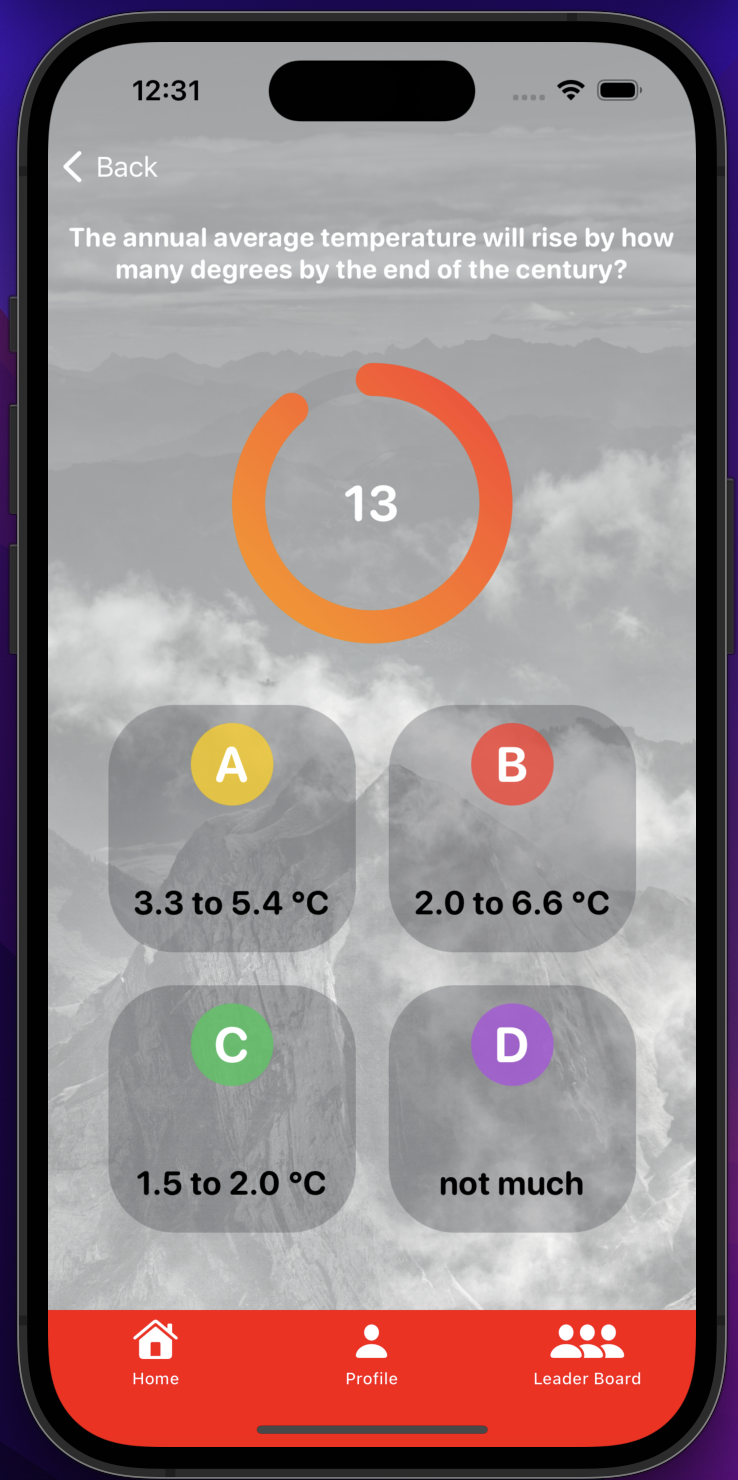 12:31
Back
The annual average temperature will rise by how
many degrees by the end of the century?
13
A
B
3.3 to 5.4 °C
2.0 to 6.6 °C
C
D
1.5 to 2.0 °C
not much
Home
Profile
Leader Board